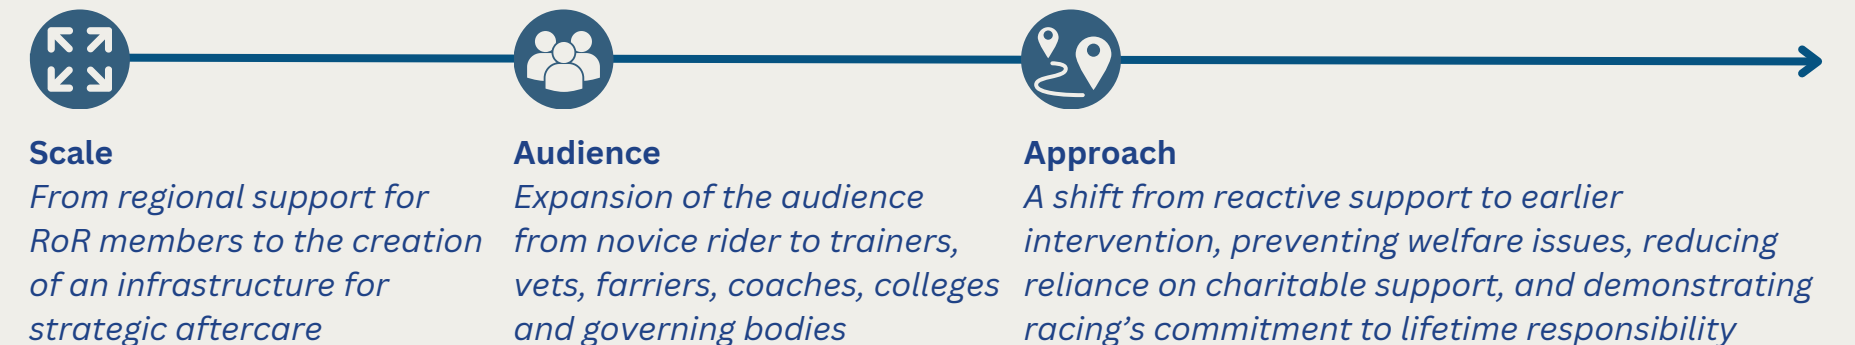 Scale
From regional support for
RoR members to the creation
of an infrastructure for
strategic aftercare
Audience
Expansion of the audience
from novice rider to trainers,
vets, farriers, coaches, colleges
and governing bodies
Approach
A shift from reactive support to earlier
intervention, preventing welfare issues, reducing
reliance on charitable support, and demonstrating
racing’s commitment to lifetime responsibility